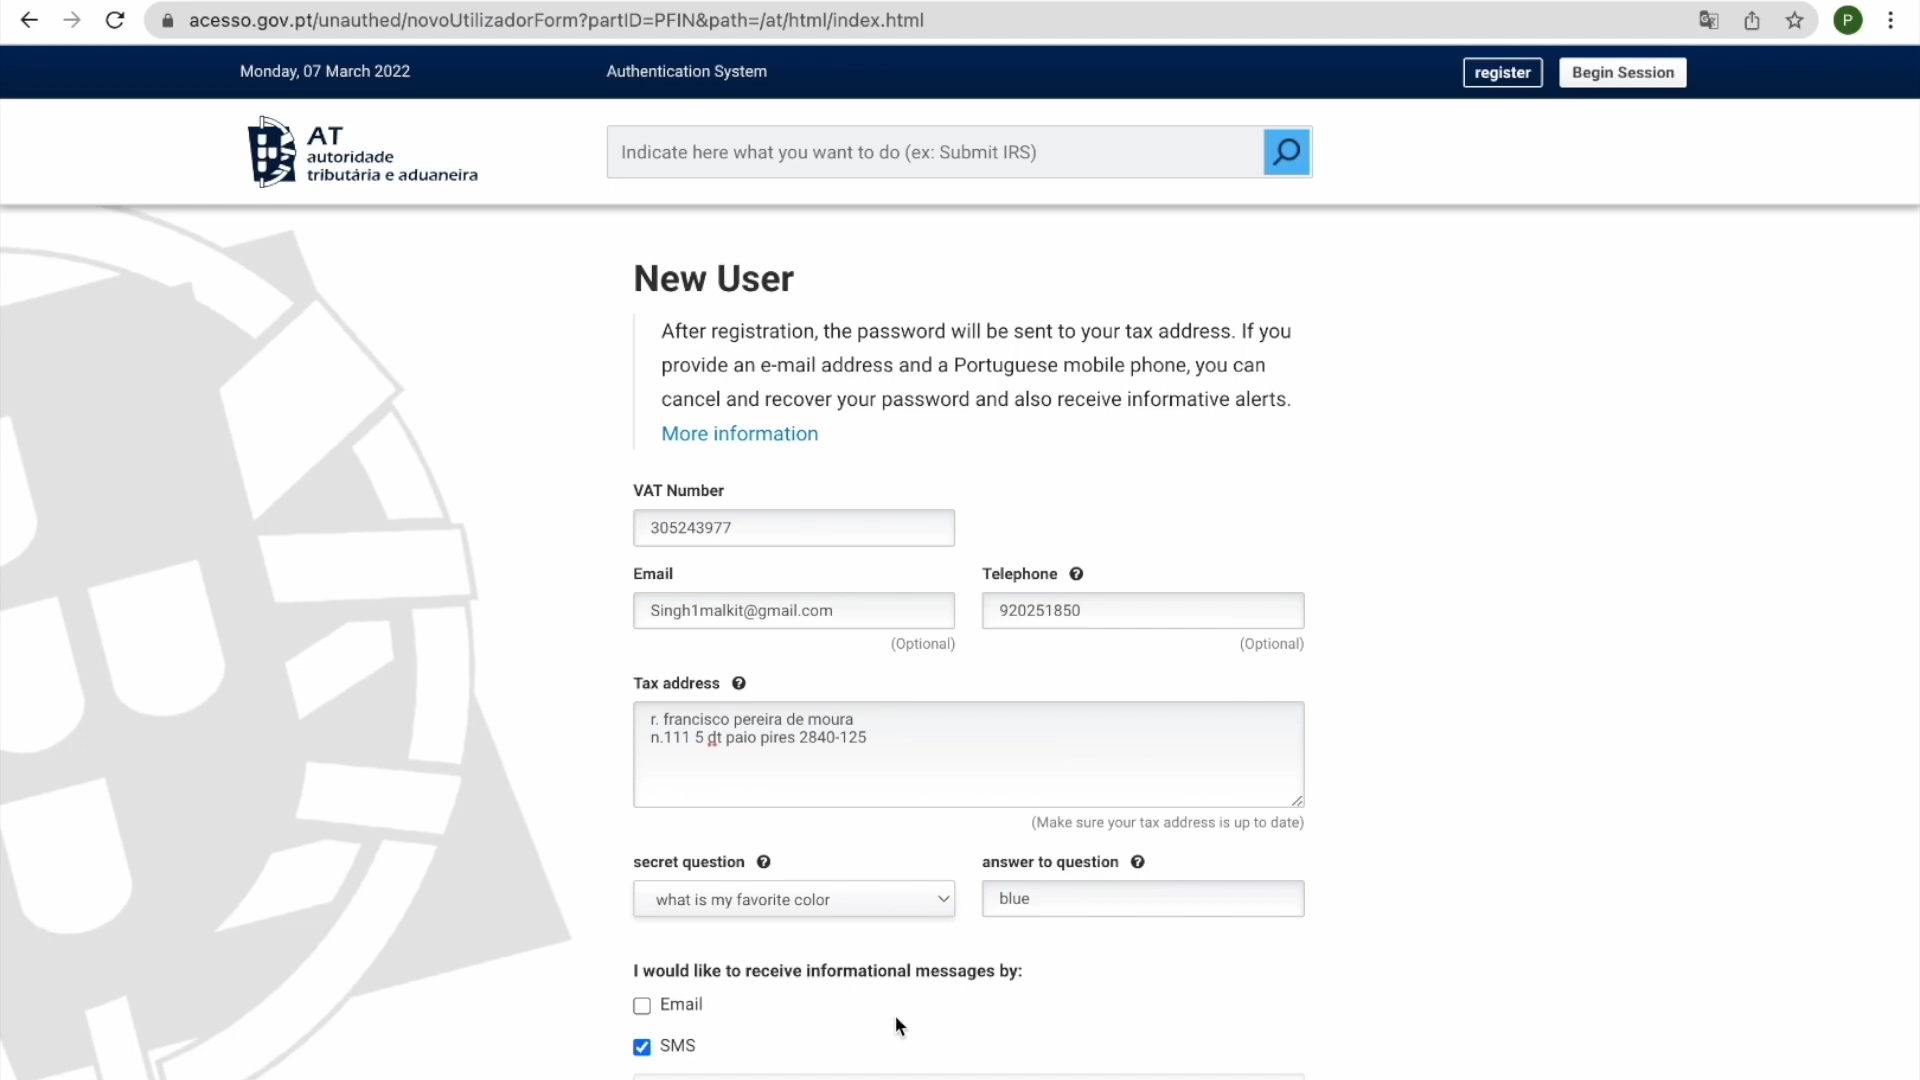 acesso.gov.pt/unauthed/novoUtilizadorForm?partID=PFIN&path=/at/html/index.html
P
Monday, 07 March 2022
Authentication System
register
Begin Session
AT
autoridade
tributária e aduaneira
Indicate here what you want to do (ex: Submit IRS)
New User
After registration, the password will be sent to your tax address. If you
provide an e-mail address and a Portuguese mobile phone, you can
cancel and recover your password and also receive informative alerts.
More information
VAT Number
305243977
Email
Telephone
Singh1malkit@gmail.com
920251850
(Optional)
(Optional)
Tax address
r. francisco pereira de moura
n.111 5 dt paio pires 2840-125
(Make sure your tax address is up to date)
secret question
answer to question
what is my favorite color
blue
I would like to receive informational messages by:
Email
SMS